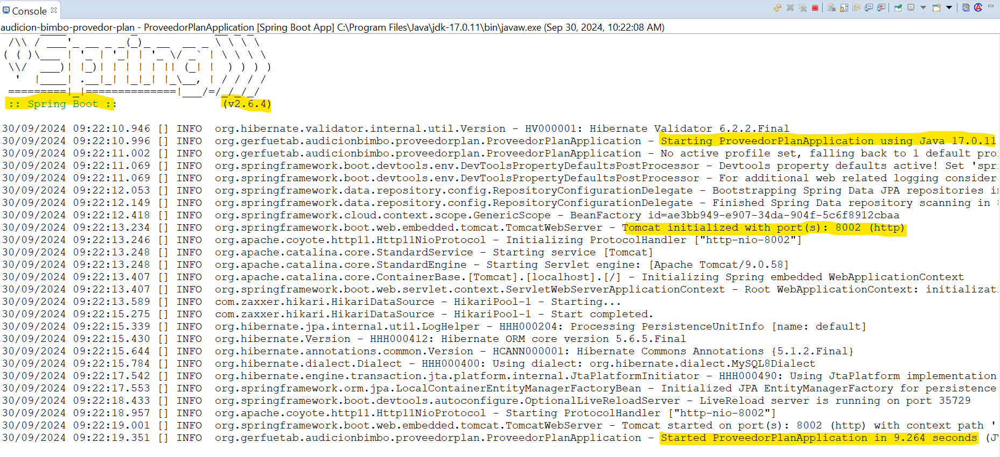 Console
audicion-bimbo-provedor-plan - ProveedorPlanApplication [Spring Boot App] C:\Program Files\Java\jdk-17.0.11\bin\javaw.exe (Sep 30, 2024, 10:22:08 AM)
 /\\ / ___'_ __ _ _(_)_ __  __ _ \ \ \ \
( ( )\___ | '_ | '_| | '_ \/ _` | \ \ \ \
 \\/  ___)| |_)| | | | | || (_| |  ) ) ) )
  '  |____| .__|_| |_|_| |_\__, | / / / /
 =========|_|==============|___/=/_/_/_/
:: Spring Boot :: (v2.6.4)
30/09/2024 09:22:10.946 [] INFO  org.hibernate.validator.internal.util.Version - HV000001: Hibernate Validator 6.2.2.Final
30/09/2024 09:22:10.996 [] INFO  org.gerfuetab.audicionbimbo.proveedorplan.ProveedorPlanApplication - Starting ProveedorPlanApplication using Java 17.0.11
30/09/2024 09:22:11.002 [] INFO  org.gerfuetab.audicionbimbo.proveedorplan.ProveedorPlanApplication - No active profile set, falling back to 1 default pro
30/09/2024 09:22:11.069 [] INFO  org.springframework.boot.devtools.env.DevToolsPropertyDefaultsPostProcessor - Devtools property defaults active! Set 'spr
30/09/2024 09:22:11.069 [] INFO  org.springframework.boot.devtools.env.DevToolsPropertyDefaultsPostProcessor - For additional web related logging consider
30/09/2024 09:22:12.053 [] INFO  org.springframework.data.repository.config.RepositoryConfigurationDelegate - Bootstrapping Spring Data JPA repositories in
30/09/2024 09:22:12.149 [] INFO  org.springframework.data.repository.config.RepositoryConfigurationDelegate - Finished Spring Data repository scanning in
30/09/2024 09:22:12.418 [] INFO  org.springframework.cloud.context.scope.GenericScope - BeanFactory id=ae3bb949-e907-34da-904f-5c6f8912cbaa
30/09/2024 09:22:13.234 [] INFO  org.springframework.boot.web.embedded.tomcat.TomcatWebServer - Tomcat initialized with port(s): 8002 (http)
30/09/2024 09:22:13.246 [] INFO  org.apache.coyote.http11.Http11NioProtocol - Initializing ProtocolHandler ["http-nio-8002"]
30/09/2024 09:22:13.248 [] INFO  org.apache.catalina.core.StandardService - Starting service [Tomcat]
30/09/2024 09:22:13.248 [] INFO  org.apache.catalina.core.StandardEngine - Starting Servlet engine: [Apache Tomcat/9.0.58]
30/09/2024 09:22:13.407 [] INFO  org.apache.catalina.core.ContainerBase.[Tomcat].[localhost].[/] - Initializing Spring embedded WebApplicationContext
30/09/2024 09:22:13.407 [] INFO  org.springframework.boot.web.servlet.context.ServletWebServerApplicationContext - Root WebApplicationContext: initializati
30/09/2024 09:22:13.589 [] INFO  com.zaxxer.hikari.HikariDataSource - HikariPool-1 - Starting...
30/09/2024 09:22:15.275 [] INFO  com.zaxxer.hikari.HikariDataSource - HikariPool-1 - Start completed.
30/09/2024 09:22:15.339 [] INFO  org.hibernate.jpa.internal.util.LogHelper - HHH000204: Processing PersistenceUnitInfo [name: default]
30/09/2024 09:22:15.430 [] INFO  org.hibernate.Version - HHH000412: Hibernate ORM core version 5.6.5.Final
30/09/2024 09:22:15.644 [] INFO  org.hibernate.annotations.common.Version - HCANN000001: Hibernate Commons Annotations {5.1.2.Final}
30/09/2024 09:22:15.784 [] INFO  org.hibernate.dialect.Dialect - HHH000400: Using dialect: org.hibernate.dialect.MySQL8Dialect
30/09/2024 09:22:17.542 [] INFO  org.hibernate.engine.transaction.jta.platform.internal.JtaPlatformInitiator - HHH000490: Using JtaPlatform implementation
30/09/2024 09:22:17.553 [] INFO  org.springframework.orm.jpa.LocalContainerEntityManagerFactoryBean - Initialized JPA EntityManagerFactory for persistence
30/09/2024 09:22:18.433 [] INFO  org.springframework.boot.devtools.autoconfigure.OptionalLiveReloadServer - LiveReload server is running on port 35729
30/09/2024 09:22:18.957 [] INFO  org.apache.coyote.http11.Http11NioProtocol - Starting ProtocolHandler ["http-nio-8002"]
30/09/2024 09:22:19.001 [] INFO  org.springframework.boot.web.embedded.tomcat.TomcatWebServer - Tomcat started on port(s): 8002 (http) with context path '
30/09/2024 09:22:19.351 [] INFO  org.gerfuetab.audicionbimbo.proveedorplan.ProveedorPlanApplication - Started ProveedorPlanApplication in 9.264 seconds (J